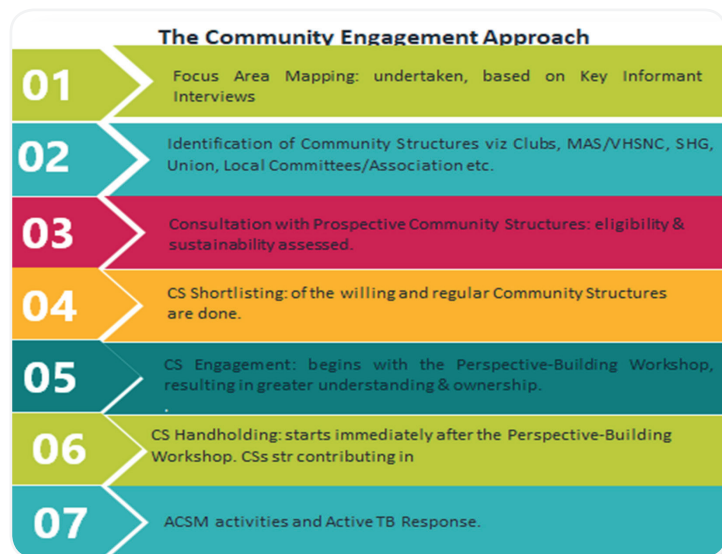 The Community Engagement Approach
01
Focus Area Mapping: undertaken, based on Key Informant
Interviews
02
Identification of Community Structures viz Clubs, MAS/VHSNC, SHG,
Union, Local Committees/Association etc.
03
Consultation with Prospective Community Structures: eligibility &
sustainability assessed.
04
CS Shortlisting: of the willing and regular Community Structures
are done.
05
CS Engagement: begins with the Perspective-Building Workshop,
resulting in greater understanding & ownership.
.
06
CS Handholding: starts immediately after the Perspective-Building
Workshop. CSs str contributing in
07
ACSM activities and Active TB Response.